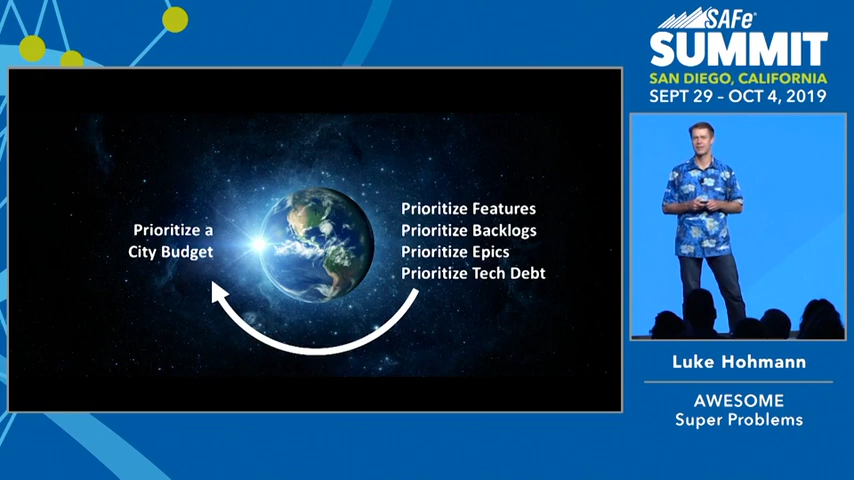 SAFe®
SUMMIT
SAN DIEGO, CALIFORNIA
SEPT 29 – OCT 4, 2019
Prioritize a
City Budget
Prioritize Features
Prioritize Backlogs
Prioritize Epics
Prioritize Tech Debt
Luke Hohmann
AWESOME
Super Problems